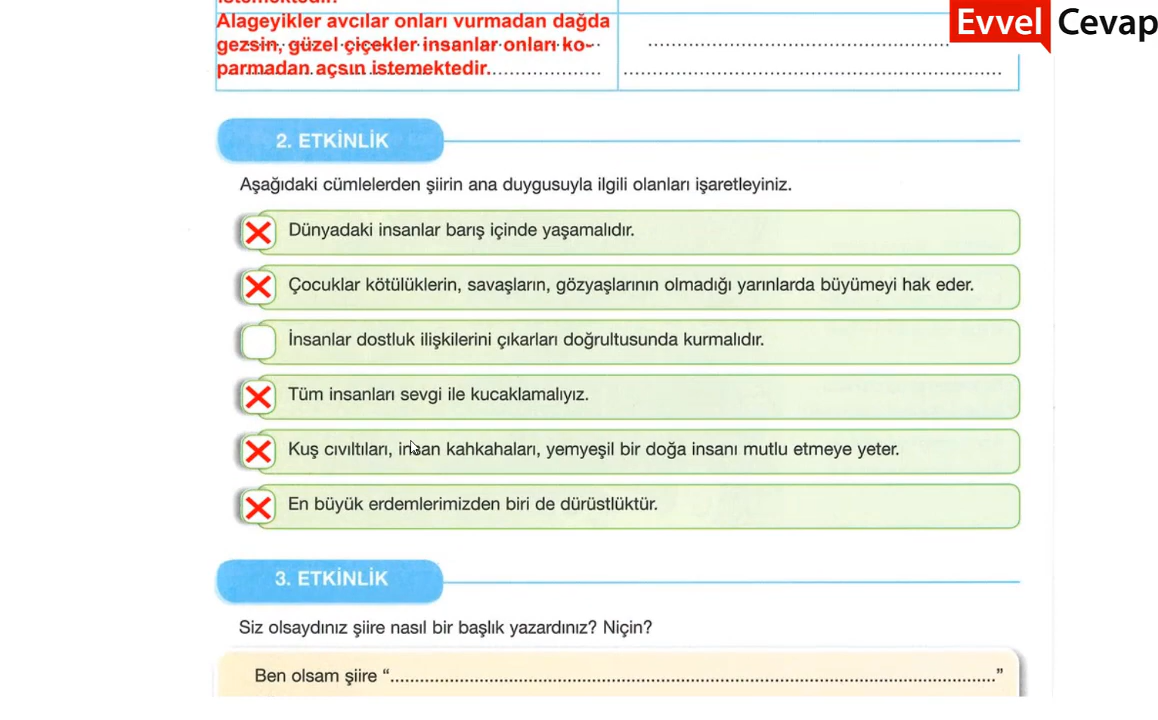 istemektedir.
Alageyikler avcılar onları vurmadan dağda
gezsin, güzel çiçekler insanlar onları ko-
parmadan açsın istemektedir.
Evvel Cevap
2. ETKİNLİK
Aşağıdaki cümlelerden şiirin ana duygusuyla ilgili olanları işaretleyiniz.
Dünyadaki insanlar barış içinde yaşamalıdır.
Çocuklar kötülüklerin, savaşların, gözyaşlarının olmadığı yarınlarda büyümeyi hak eder.
İnsanlar dostluk ilişkilerini çıkarları doğrultusunda kurmalıdır.
Tüm insanları sevgi ile kucaklamalıyız.
Kuş cıvıltıları, insan kahkahaları, yemyeşil bir doğa insanı mutlu etmeye yeter.
En büyük erdemlerimizden biri de dürüstlüktür.
3. ETKİNLİK
Siz olsaydınız şiire nasıl bir başlık yazardınız? Niçin?
Ben olsam şiire “..........”